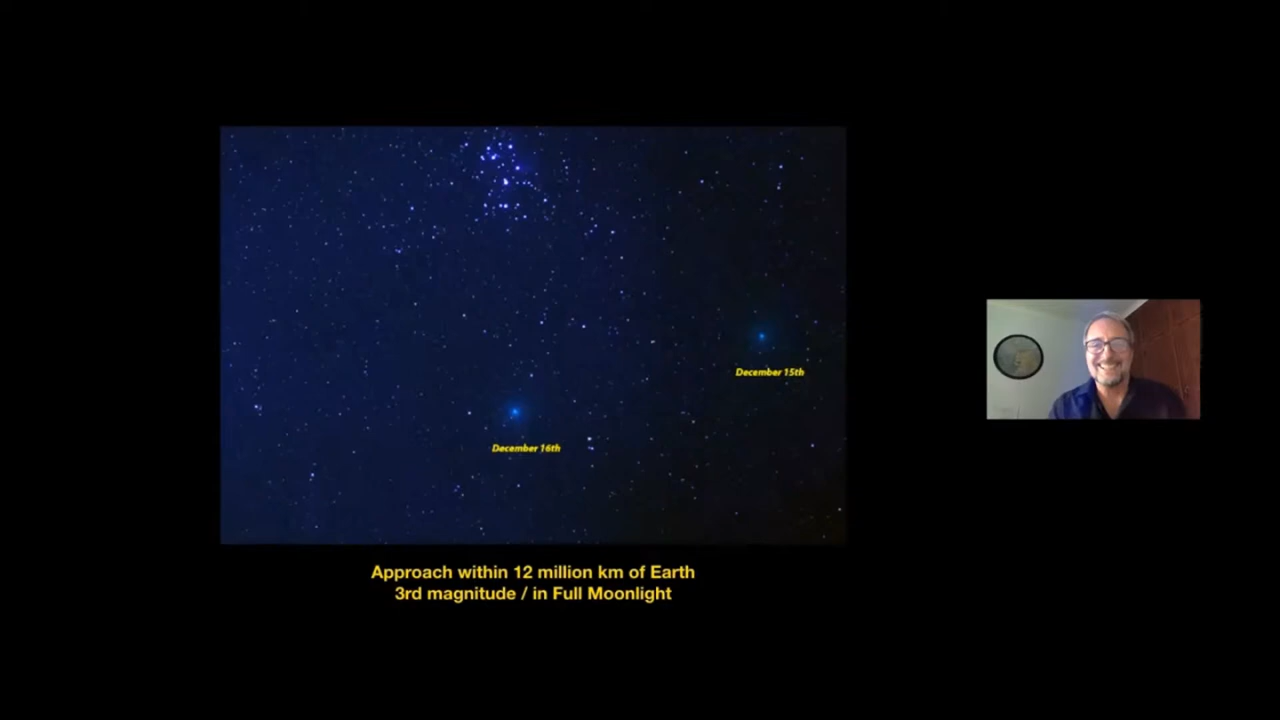 December 15th
December 16th
Approach within 12 million km of Earth
3rd magnitude / in Full Moonlight